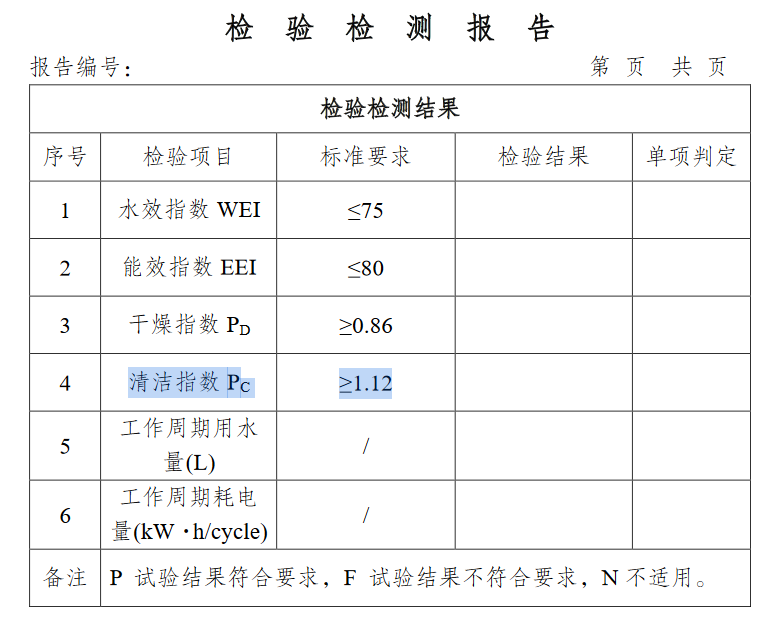 检 验 检 测 报 告
报告编号：
第 页 共 页
检验检测结果
序号 检验项目 标准要求 检验结果 单项判定
1 水效指数 WEI ≤75
2 能效指数 EEI ≤80
3 干燥指数 PD ≥0.86
4 清洁指数 PC ≥1.12
5 工作周期用水
量(L) /
6 工作周期耗电
量(kW·h/cycle) /
备注 P 试验结果符合要求，F 试验结果不符合要求，N 不适用。